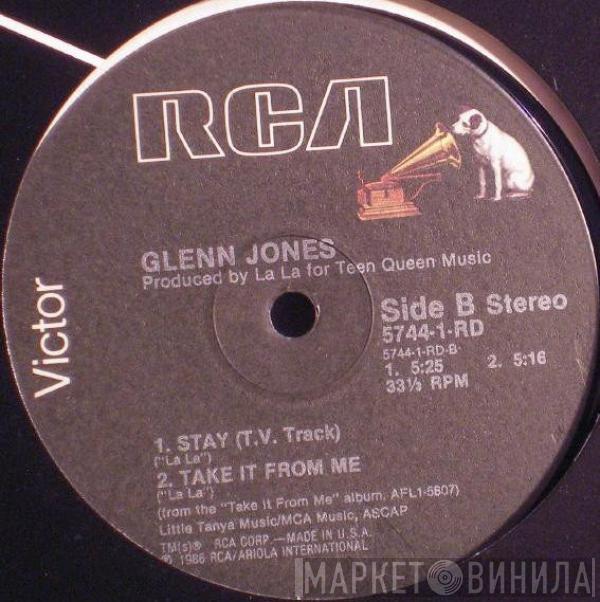 RCA
Victor
GLENN JONES
Produced by La La for Teen Queen Music
Side B Stereo
5744-1-RD
5744-1-RD-B
1. 5:25 2. 5:16
33⅓ RPM
1. STAY (T.V. Track)
("La La")
2. TAKE IT FROM ME
("La La")
(from the "Take It From Me" album, AFL1-5807)
Little Tanya Music/MCA Music, ASCAP
TM(s)® RCA CORP.—MADE IN U.S.A.
© 1986 RCA/ARIOLA INTERNATIONAL
МАРКЕТ ВИНИЛА